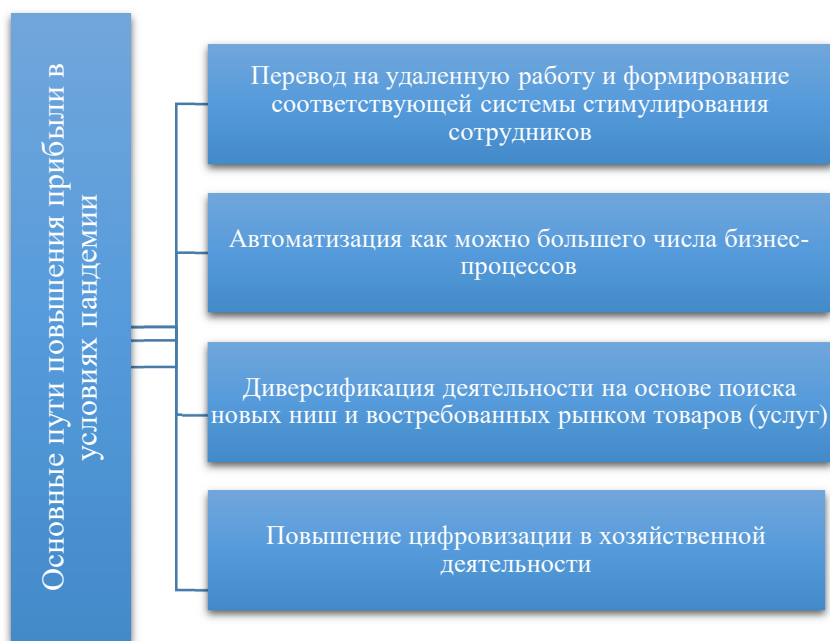 Основные пути повышения прибыли в
условиях пандемии
Перевод на удаленную работу и формирование
соответствующей системы стимулирования
сотрудников
Автоматизация как можно большего числа бизнес-
процессов
Диверсификация деятельности на основе поиска
новых ниш и востребованных рынком товаров (услуг)
Повышение цифровизации в хозяйственной
деятельности